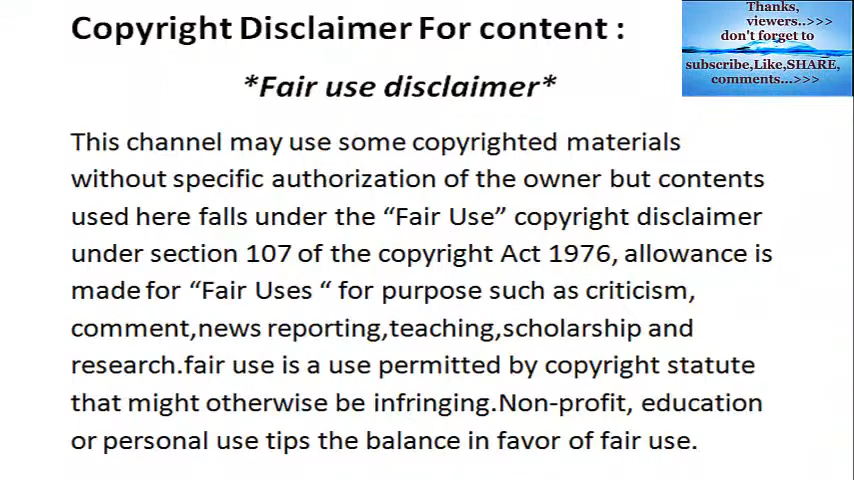 Copyright Disclaimer For content :
*Fair use disclaimer*
Thanks,
viewers..>>>
don't forget to
subscribe,Like,SHARE,
comments...>>>
This channel may use some copyrighted materials
without specific authorization of the owner but contents
used here falls under the “Fair Use” copyright disclaimer
under section 107 of the copyright Act 1976, allowance is
made for “Fair Uses “ for purpose such as criticism,
comment,news reporting,teaching,scholarship and
research.fair use is a use permitted by copyright statute
that might otherwise be infringing.Non-profit, education
or personal use tips the balance in favor of fair use.